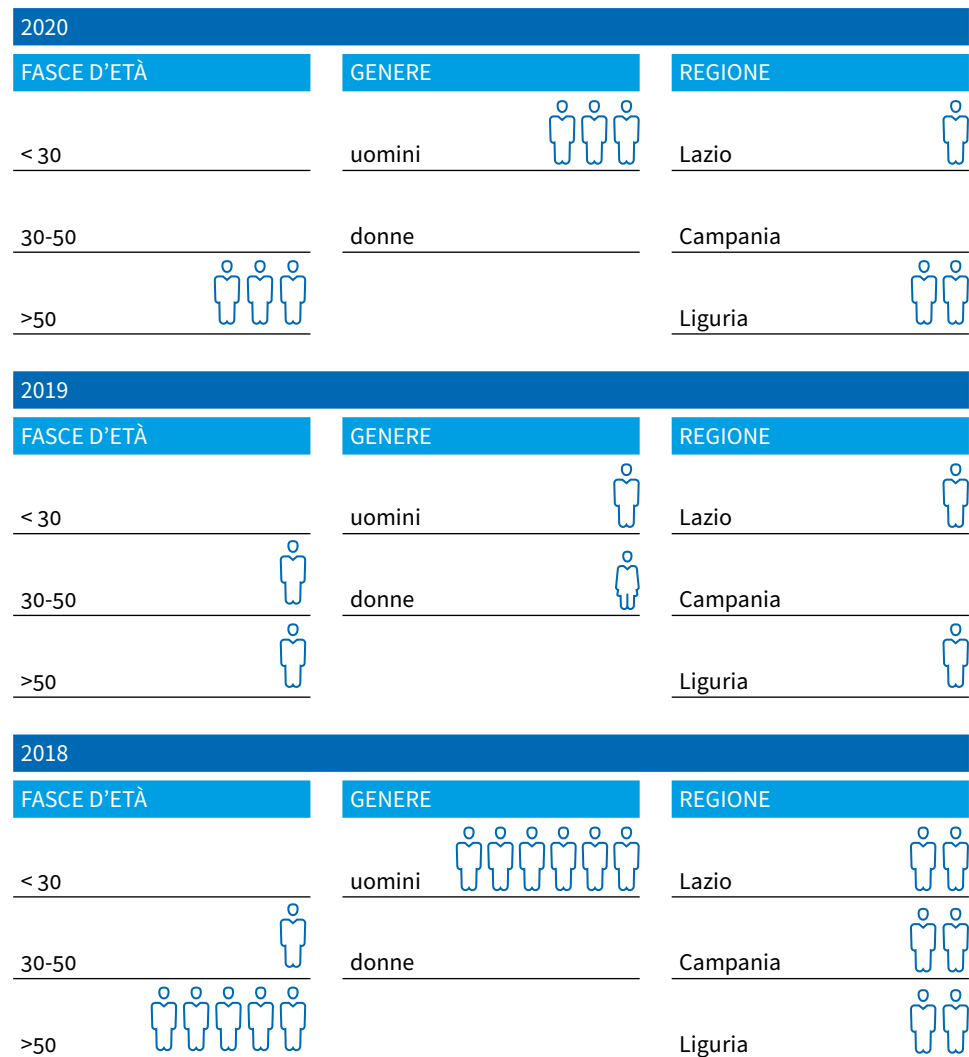 2020
FASCE D'ETÀ GENERE REGIONE
< 30 uomini Lazio
30-50 donne Campania
>50 Liguria
2019
FASCE D'ETÀ GENERE REGIONE
< 30 uomini Lazio
30-50 donne Campania
>50 Liguria
2018
FASCE D'ETÀ GENERE REGIONE
< 30 uomini Lazio
30-50 donne Campania
>50 Liguria